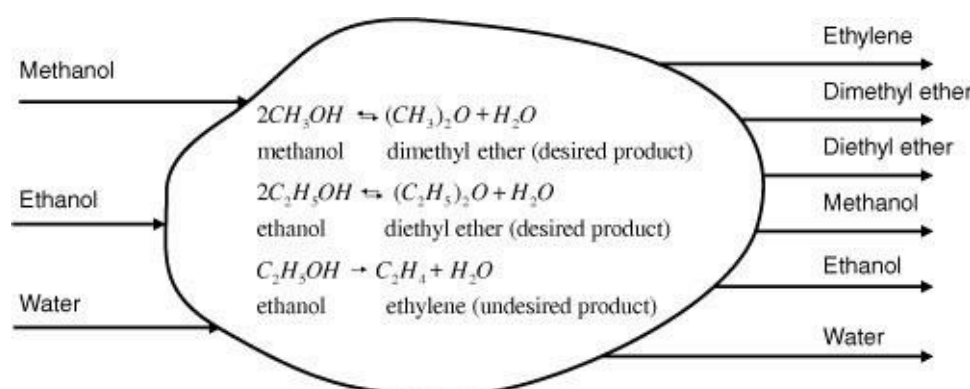 Methanol
Ethanol
Water
2CH₃OH ⇆ (CH₃)₂O + H₂O
methanol dimethyl ether (desired product)
2C₂H₅OH ⇆ (C₂H₅)₂O + H₂O
ethanol diethyl ether (desired product)
C₂H₅OH → C₂H₄ + H₂O
ethanol ethylene (undesired product)
Ethylene
Dimethyl ether
Diethyl ether
Methanol
Ethanol
Water